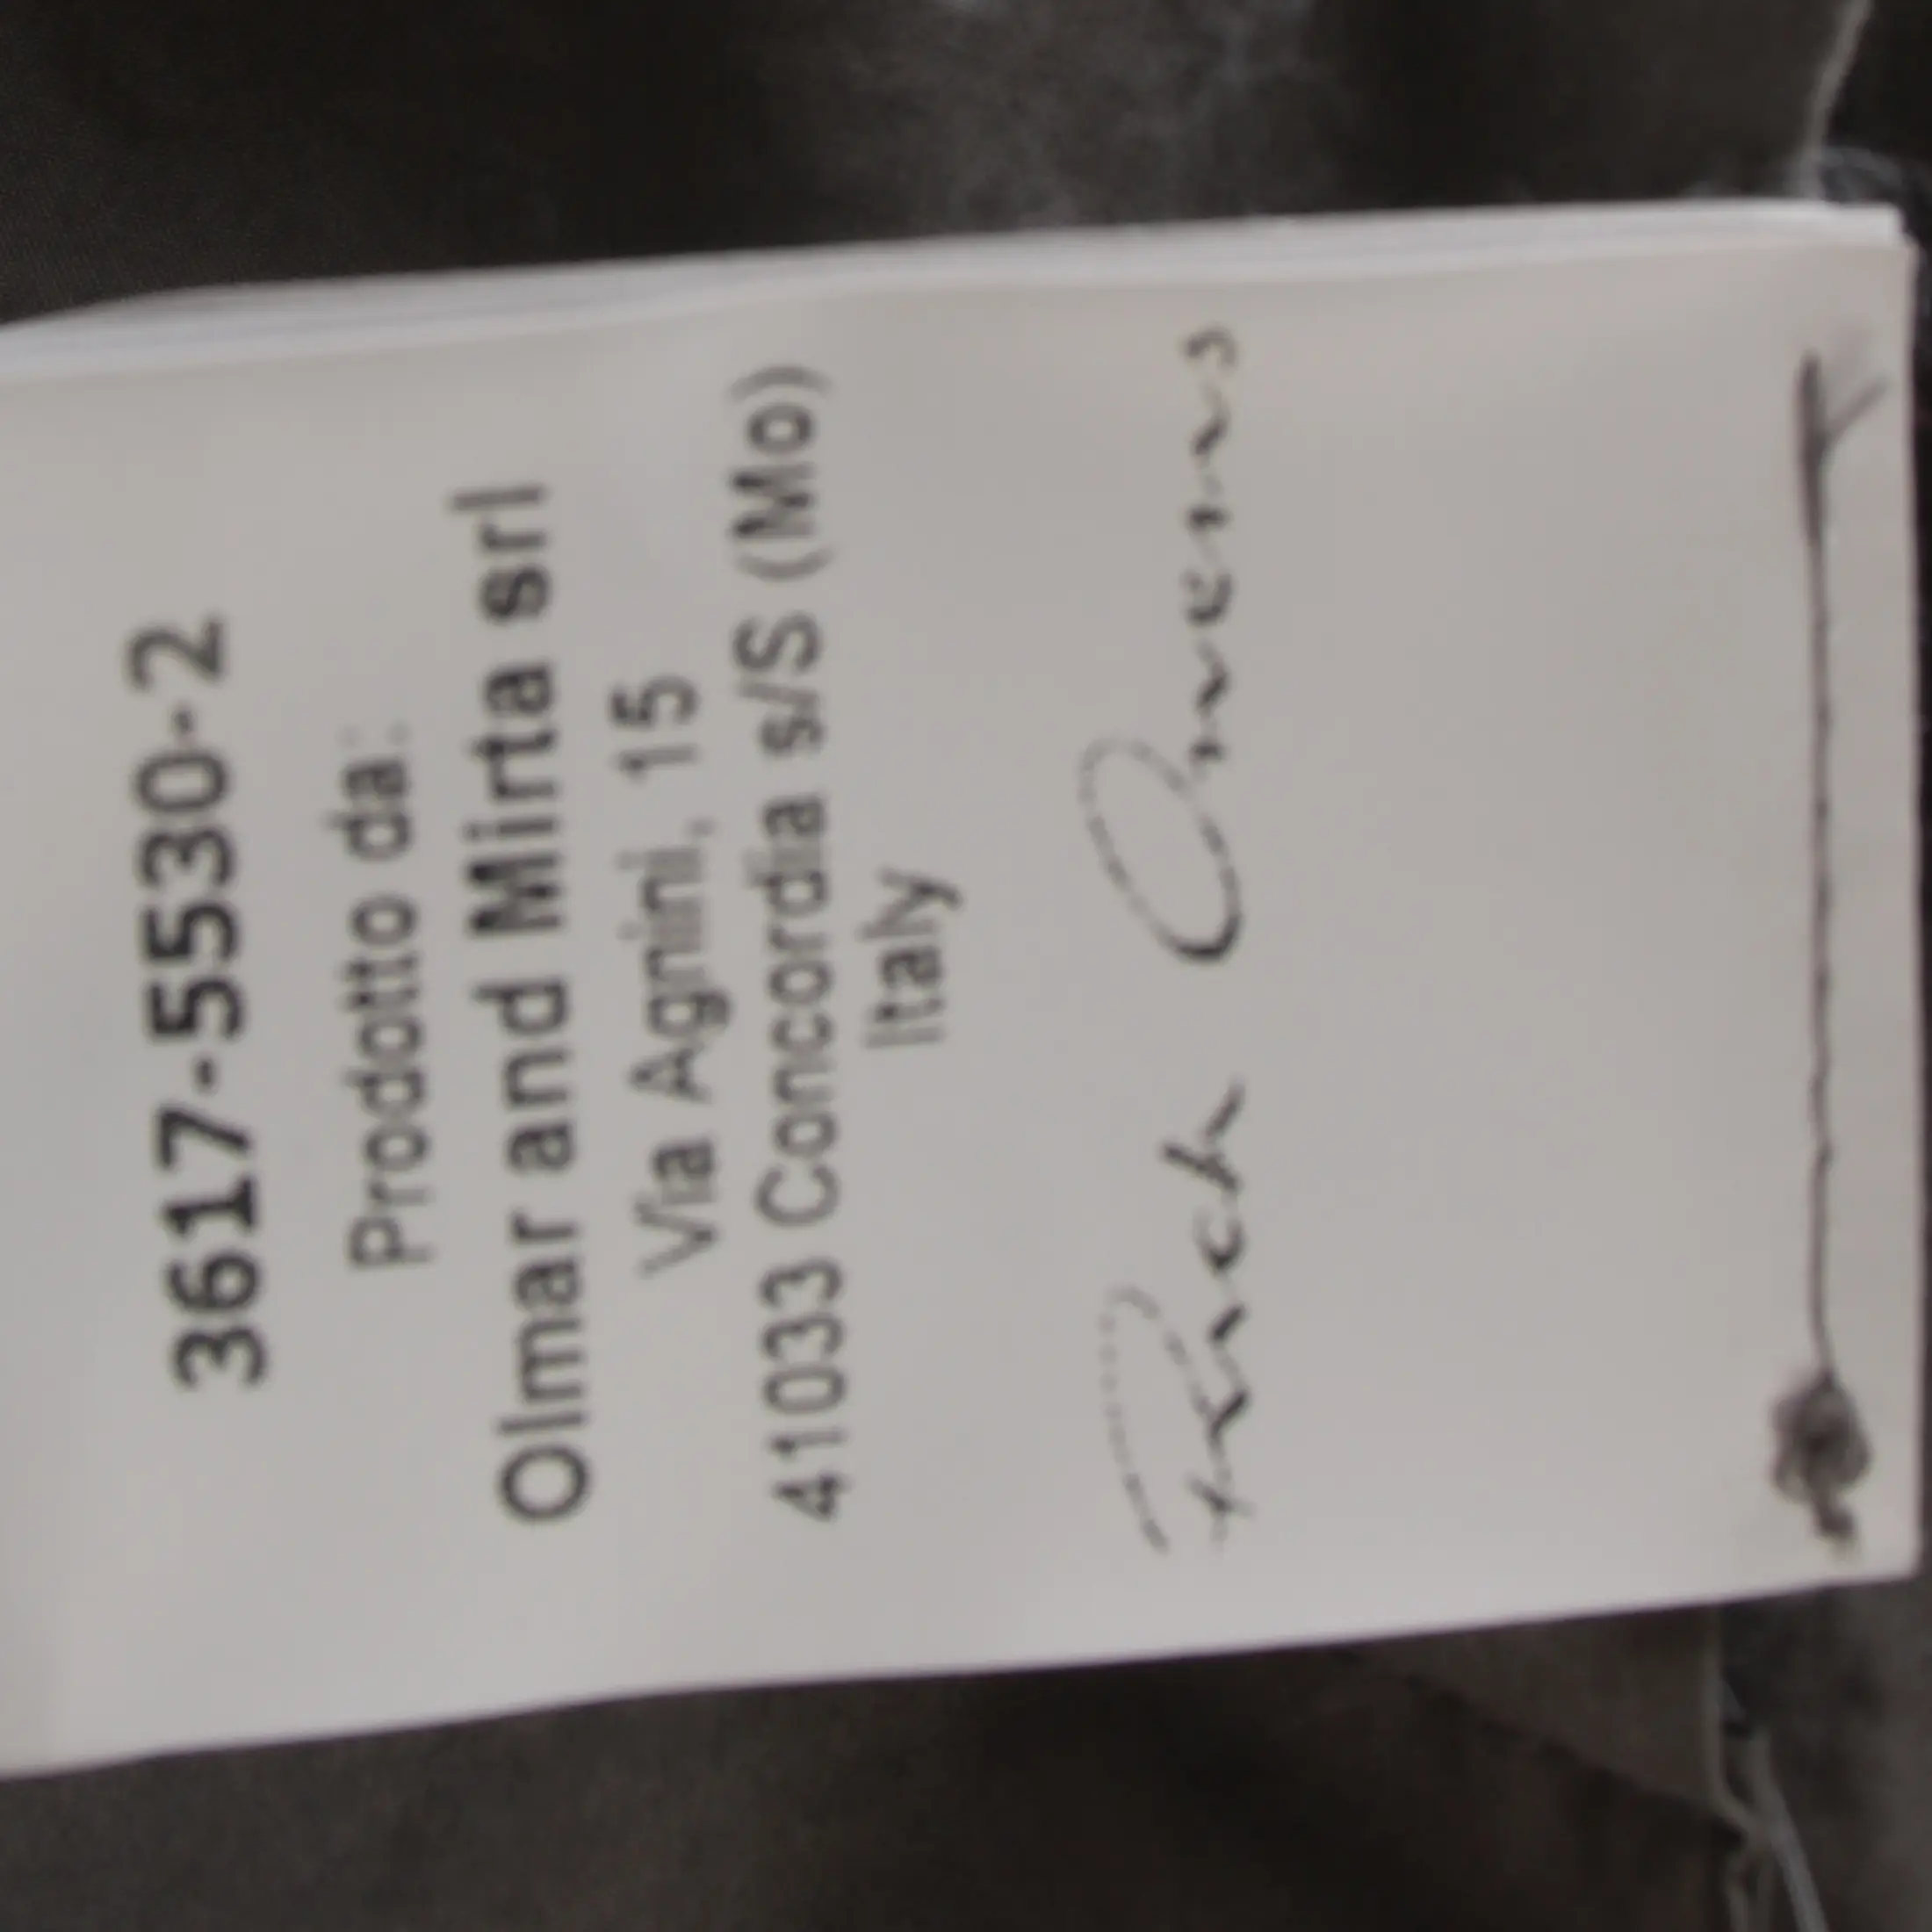 3617-5530-2
Prodotto da:
Olmar and Mirta srl
Via Agnini, 15
41033 Concordia s/S (Mo)
Italy
Rick Owens